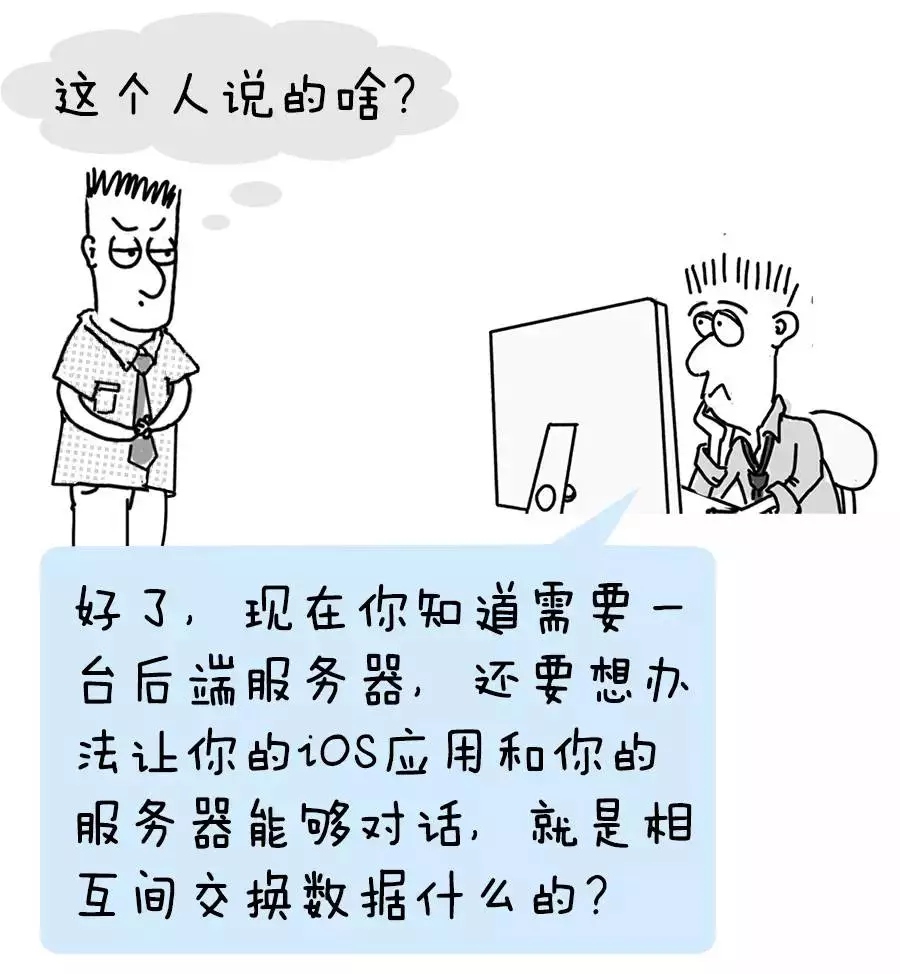 这个人说的啥?
好了, 现在你知道需要一
台后端服务器, 还要想办
法让你的iOS应用和你的
服务器能够对话, 就是相
互间交换数据什么的?